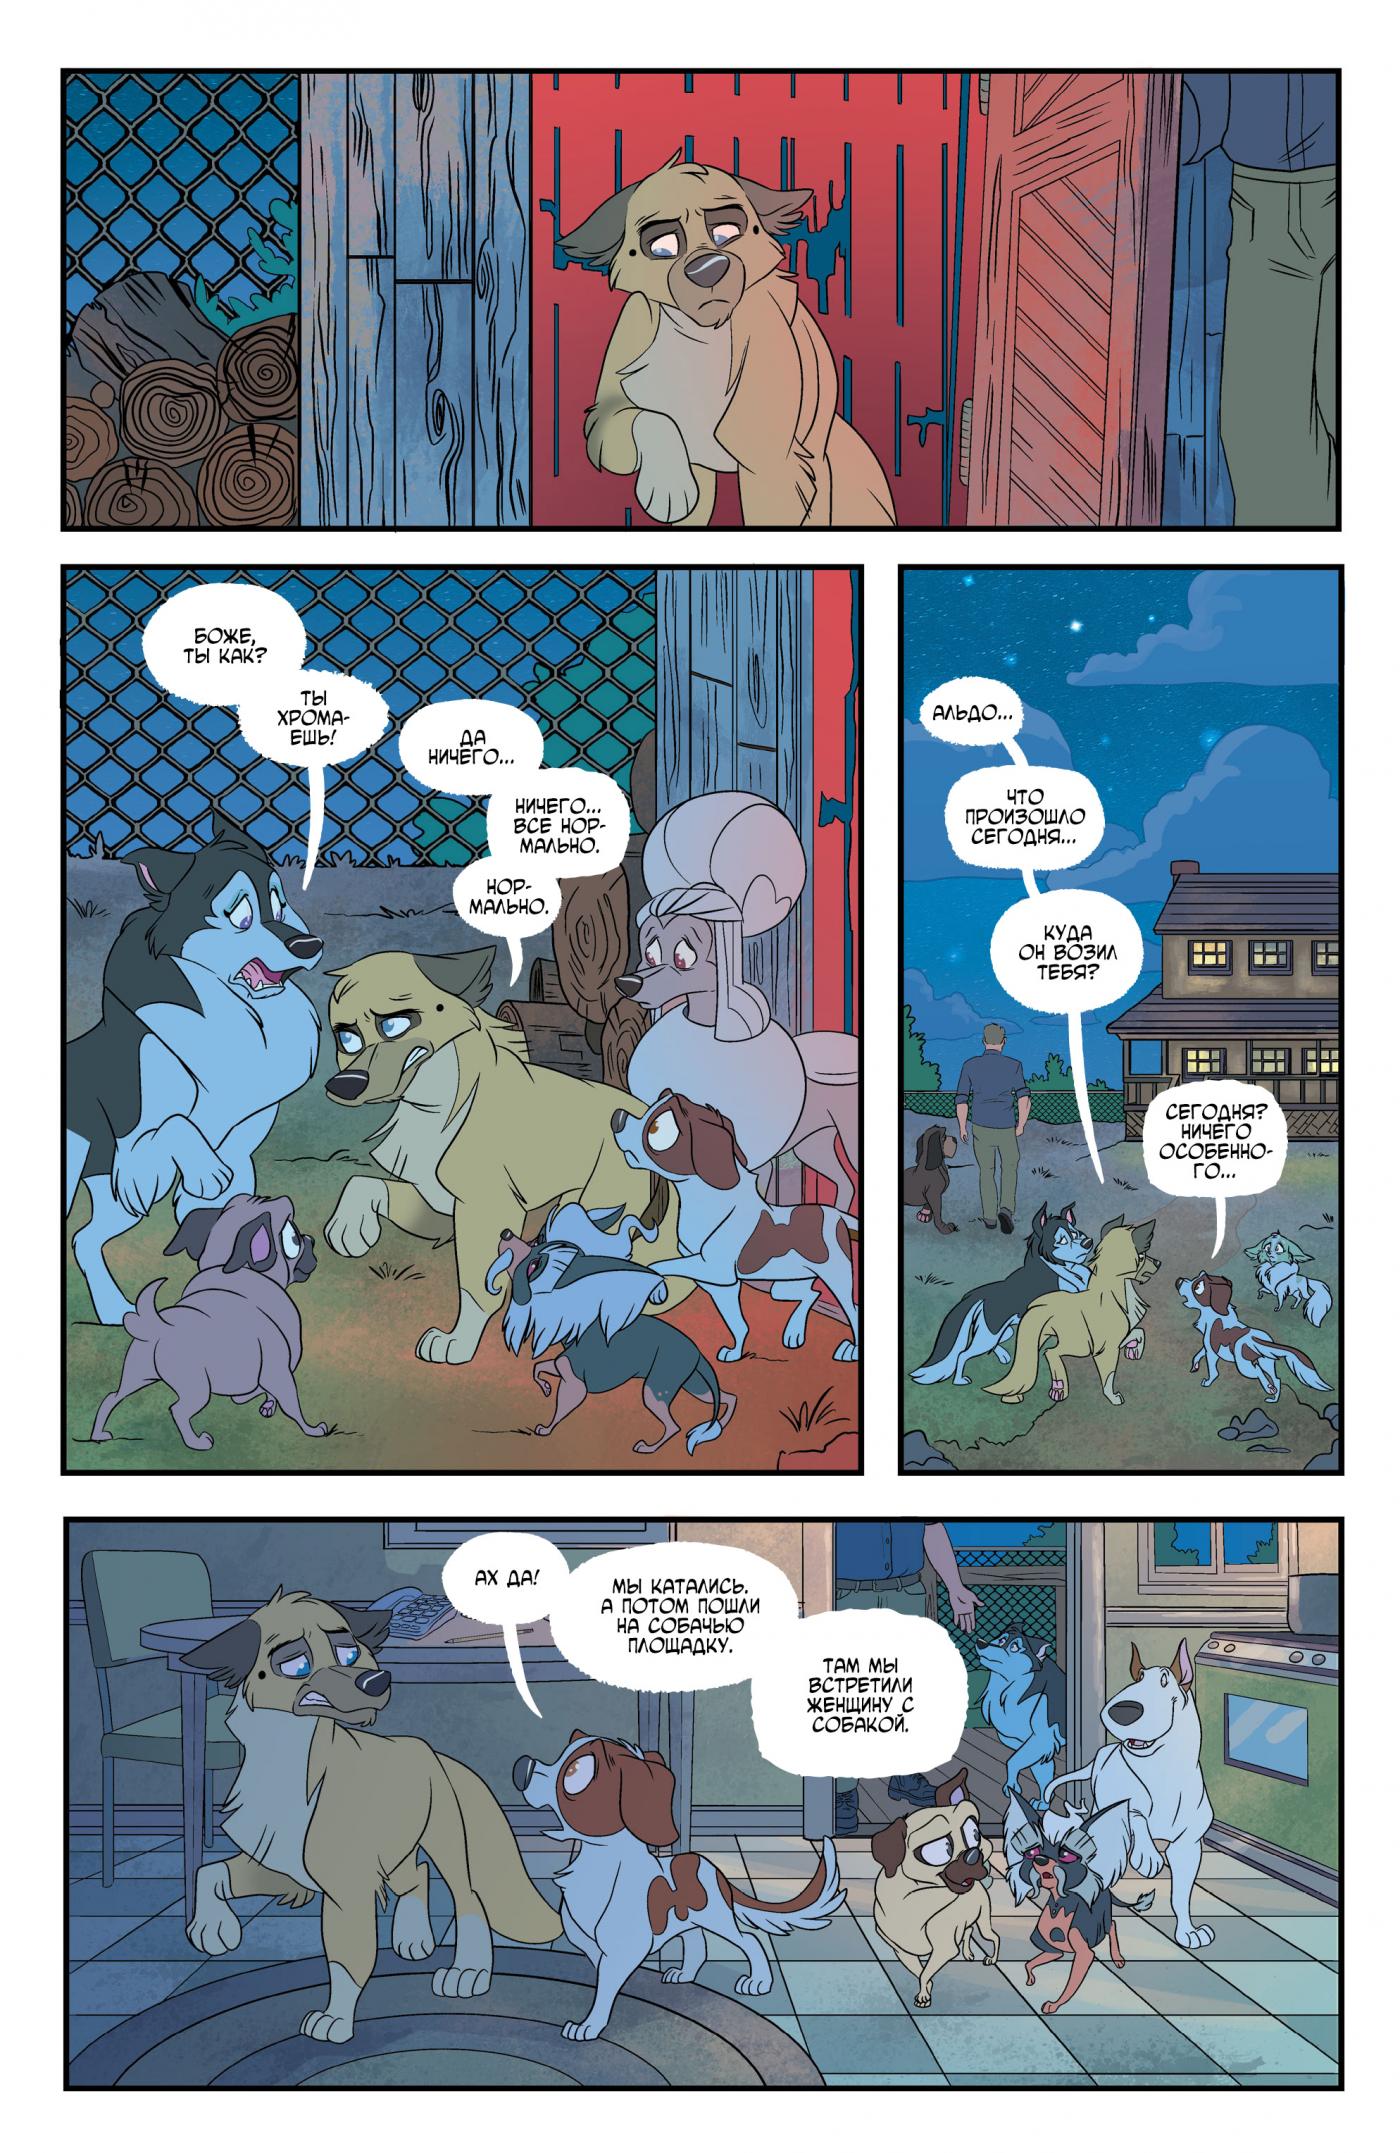 БОЖЕ,
ТЫ КАК?
ТЫ
ХРОМА-
ЕШЬ!
ДА
НИЧЕГО...
НИЧЕГО...
ВСЕ НОР-
МАЛЬНО.
НОР-
МАЛЬНО.
АЛЬДО...
ЧТО
ПРОИЗОШЛО
СЕГОДНЯ...
КУДА
ОН ВОЗИЛ
ТЕБЯ?
СЕГОДНЯ?
НИЧЕГО
ОСОБЕННО-
ГО...
АХ ДА!
МЫ КАТАЛИСЬ.
А ПОТОМ ПОШЛИ
НА СОБАЧЬЮ
ПЛОЩАДКУ.
ТАМ МЫ
ВСТРЕТИЛИ
ЖЕНЩИНУ С
СОБАКОЙ.